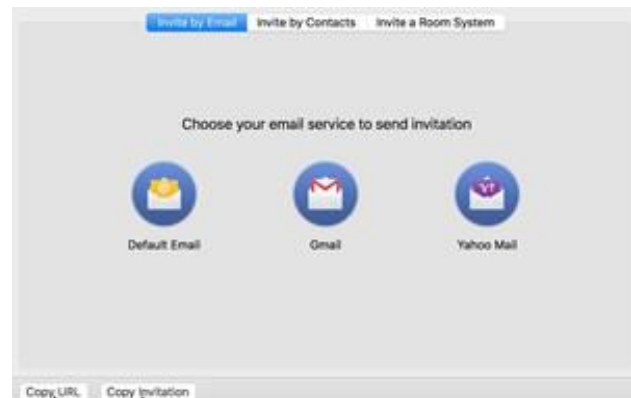 Invite by Email Invite by Contacts Invite a Room System
Choose your email service to send invitation
Default Email Gmail Yahoo Mail
Copy URL Copy Invitation